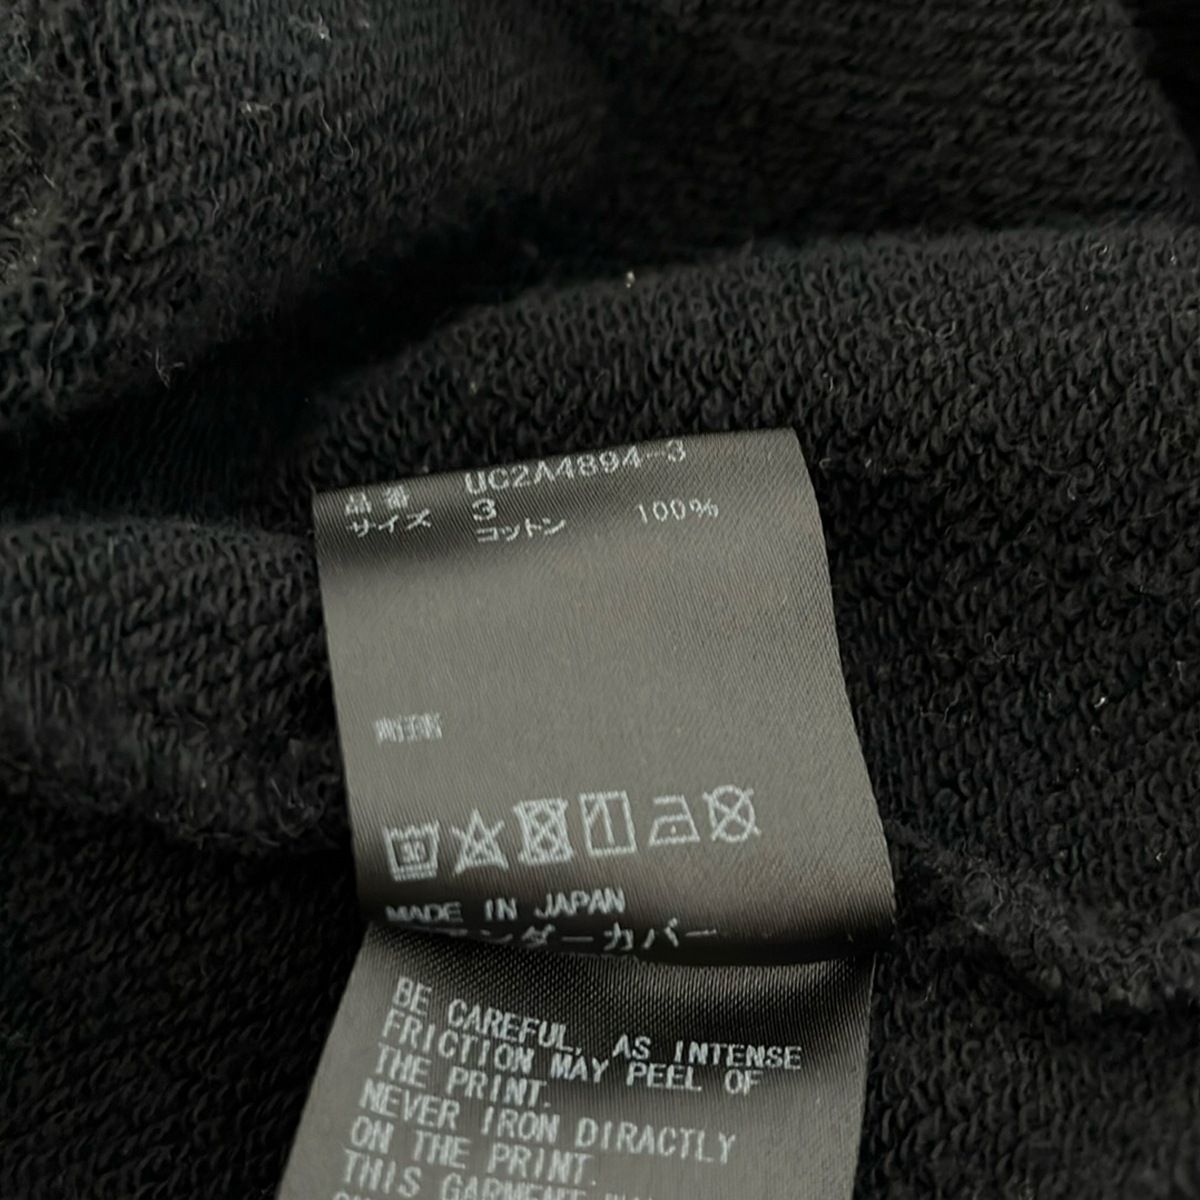 品番 UC2A4894-3
サイズ 3
コットン 100%
MADE IN JAPAN
アンダーカバー
BE CAREFUL, AS INTENSE
FRICTION MAY PEEL OF
THE PRINT.
NEVER IRON DIRACTLY
ON THE PRINT.
THIS GARMENT